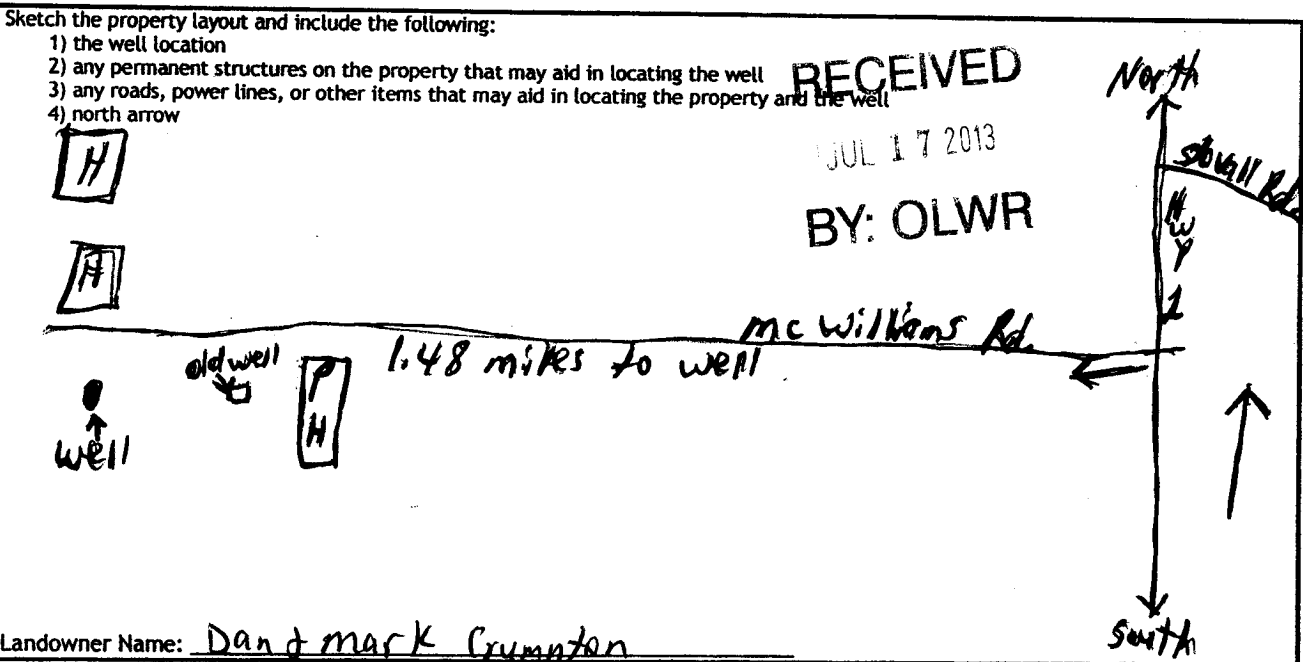 Sketch the property layout and include the following:
1) the well location
2) any permanent structures on the property that may aid in locating the well
3) any roads, power lines, or other items that may aid in locating the property and the well
4) north arrow
RECEIVED
JUL 17 2013
BY: OLWR
North
Stovall Rd.
Hwy 1
H
H
Mc Williams Rd.
1.48 miles to well
old well
P
H
well
South
Landowner Name: Dan & Mark Crumpton